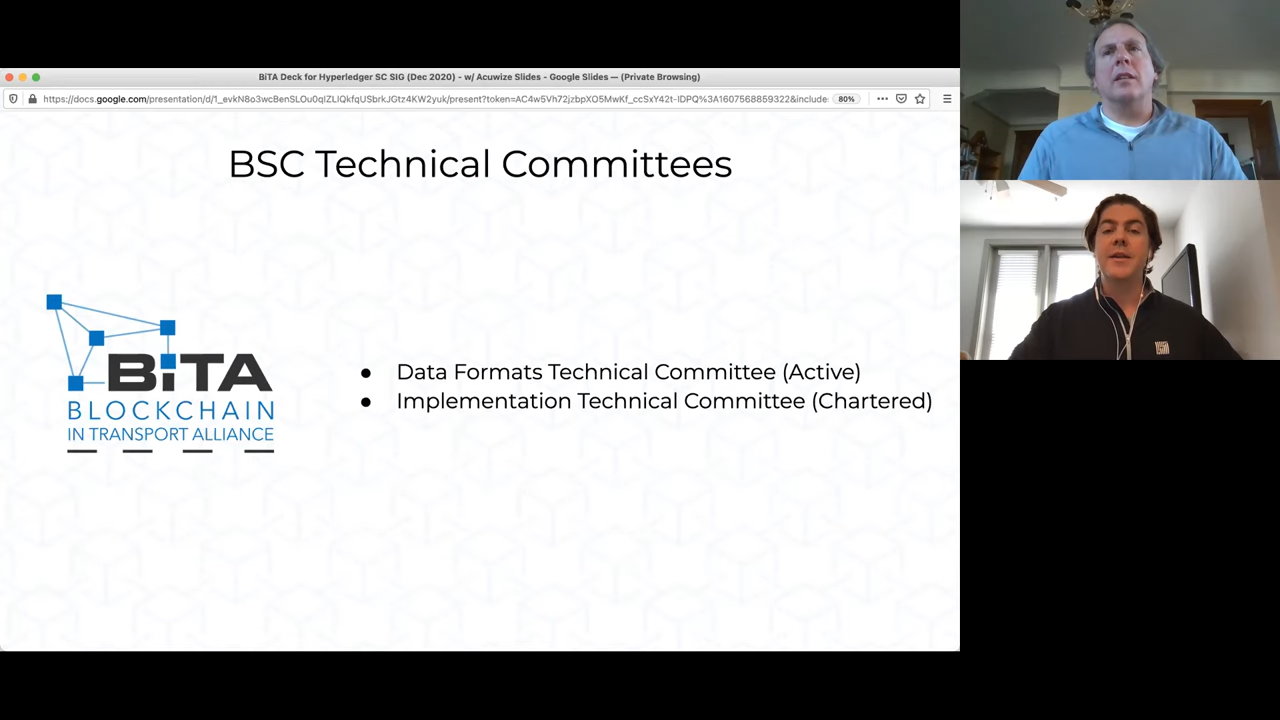 BiTA Deck for Hyperledger SC SIG (Dec 2020) - w/ Acuwize Slides - Google Slides — (Private Browsing)
https://docs.google.com/presentation/d/1_evkN8o3wcBenSLOu0qlZLiQkfqUSbrkJGtz4KW2yuk/present?token=AC4w5Vh72jzbpXO5MwKf_ccSxY42t-IDPQ%3A1607568859322&include: 80%
BSC Technical Committees
BiTA
BLOCKCHAIN
IN TRANSPORT ALLIANCE
● Data Formats Technical Committee (Active)
● Implementation Technical Committee (Chartered)